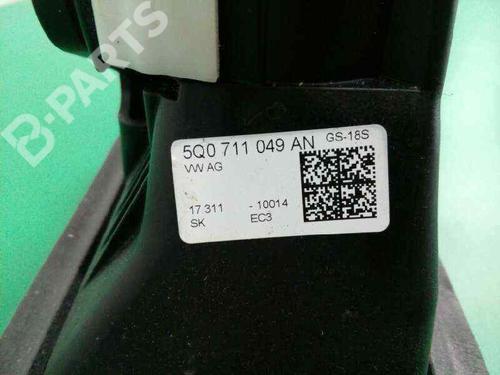 B-PARTS
5Q0 711 049 AN GS-18S
VW AG
17 311 - 10014
SK EC3